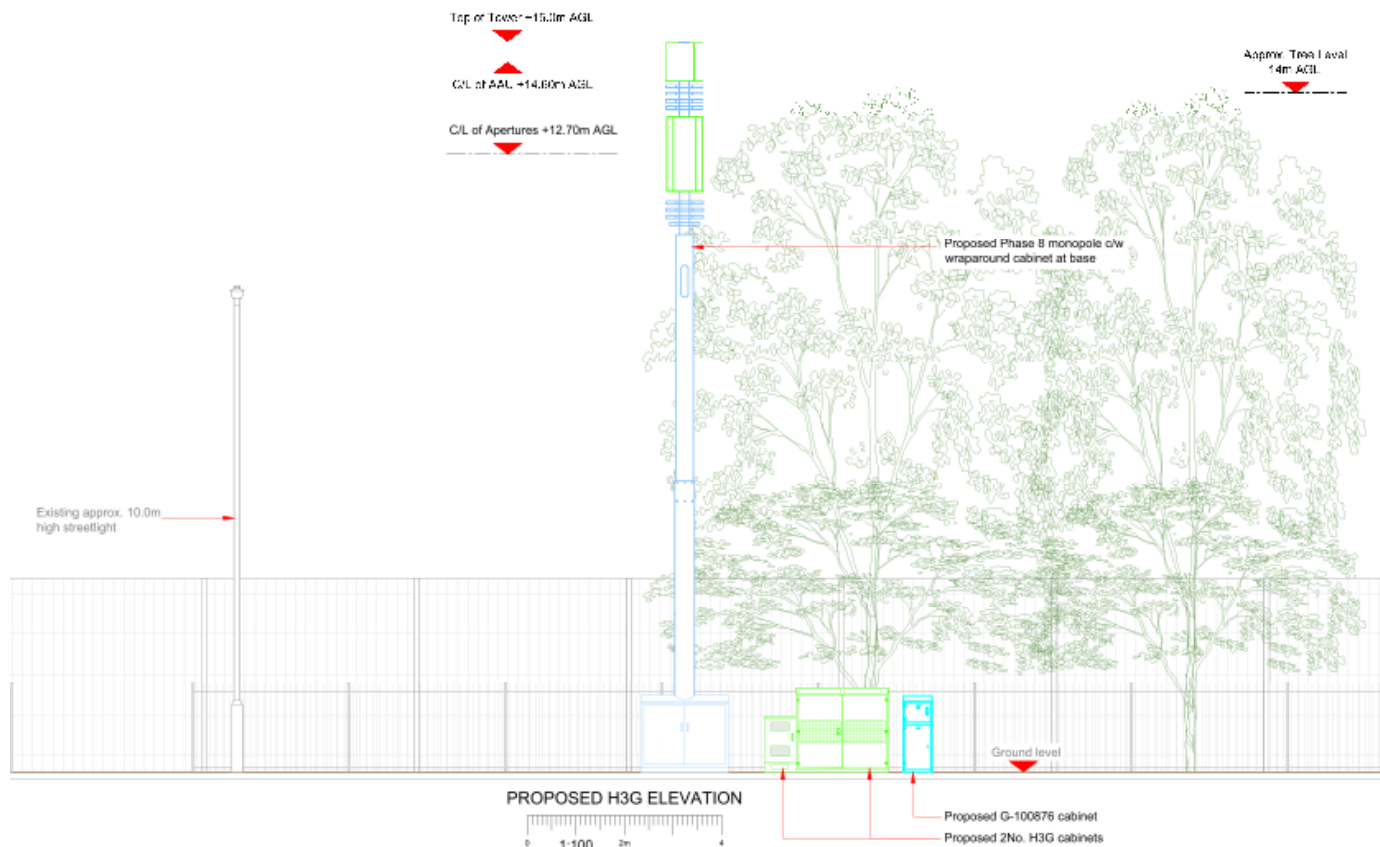 Top of Tower +15.0m AGL
C/L of AAU +14.60m AGL
C/L of Apertures +12.70m AGL
Approx. Tree Level
14m AGL
Proposed Phase 8 monopole c/w
wraparound cabinet at base
Existing approx. 10.0m
high streetlight
Ground level
PROPOSED H3G ELEVATION
0 1:100 2m 4
Proposed G-100876 cabinet
Proposed 2No. H3G cabinets